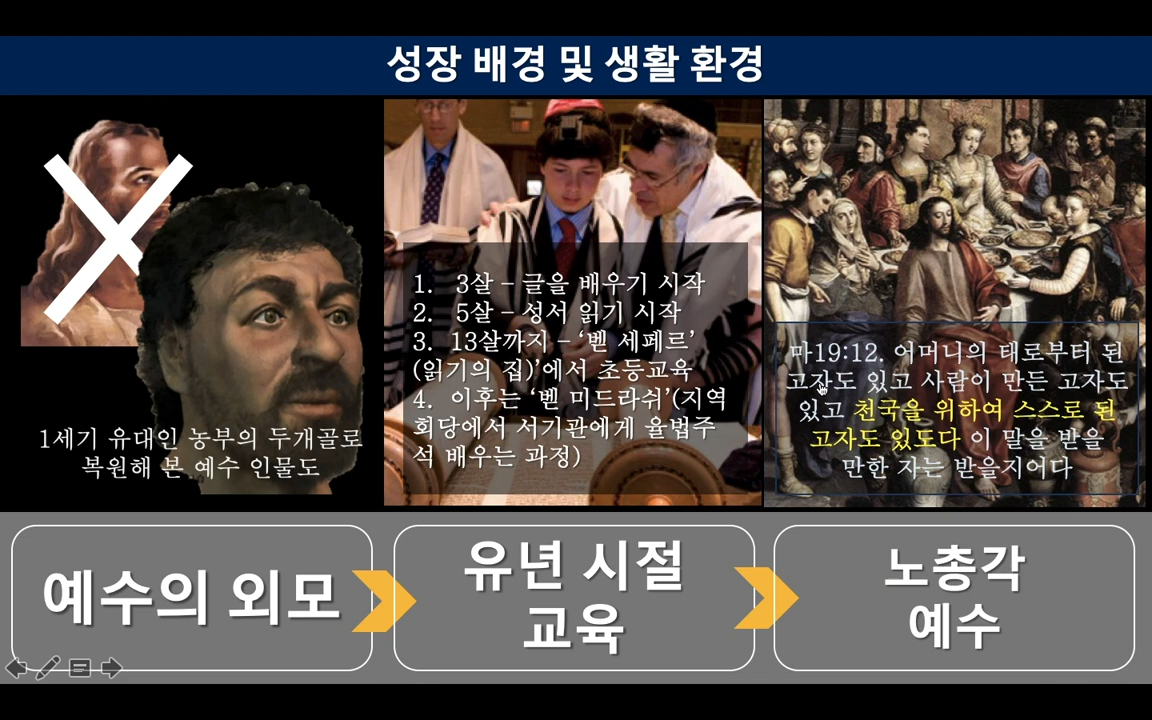 성장 배경 및 생활 환경
1세기 유대인 농부의 두개골로
복원해 본 예수 인물도
1. 3살 – 글을 배우기 시작
2. 5살 – 성서 읽기 시작
3. 13살까지 – ‘벧 세페르’
(읽기의 집)’에서 초등교육
4. 이후는 ‘벧 미드라쉬’(지역
회당에서 서기관에게 율법주
석 배우는 과정)
마19:12. 어머니의 태로부터 된
고자도 있고 사람이 만든 고자도
있고 천국을 위하여 스스로 된
고자도 있도다 이 말을 받을
만한 자는 받을지어다
예수의 외모
유년 시절
교육
노총각
예수